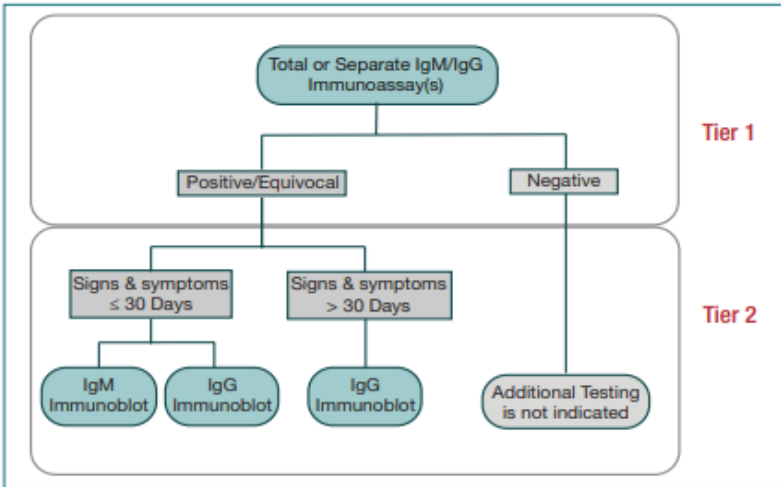 Total or Separate IgM/IgG
Immunoassay(s)
Tier 1
Positive/Equivocal
Negative
Signs & symptoms
≤ 30 Days
Signs & symptoms
> 30 Days
Tier 2
IgM
Immunoblot
IgG
Immunoblot
IgG
Immunoblot
Additional Testing
is not indicated